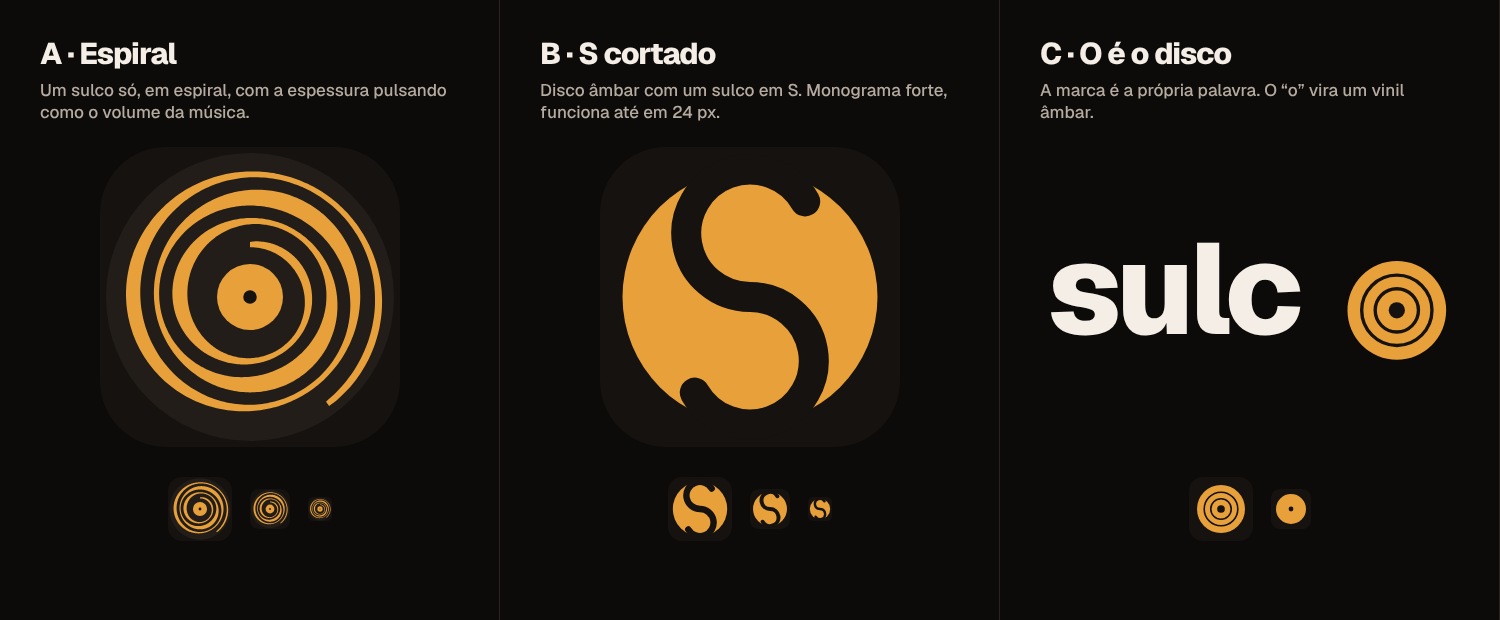 A · Espiral
Um sulco só, em espiral, com a espessura pulsando
como o volume da música.
B · S cortado
Disco âmbar com um sulco em S. Monograma forte,
funciona até em 24 px.
C · O é o disco
A marca é a própria palavra. O “o” vira um vinil
âmbar.
sulc